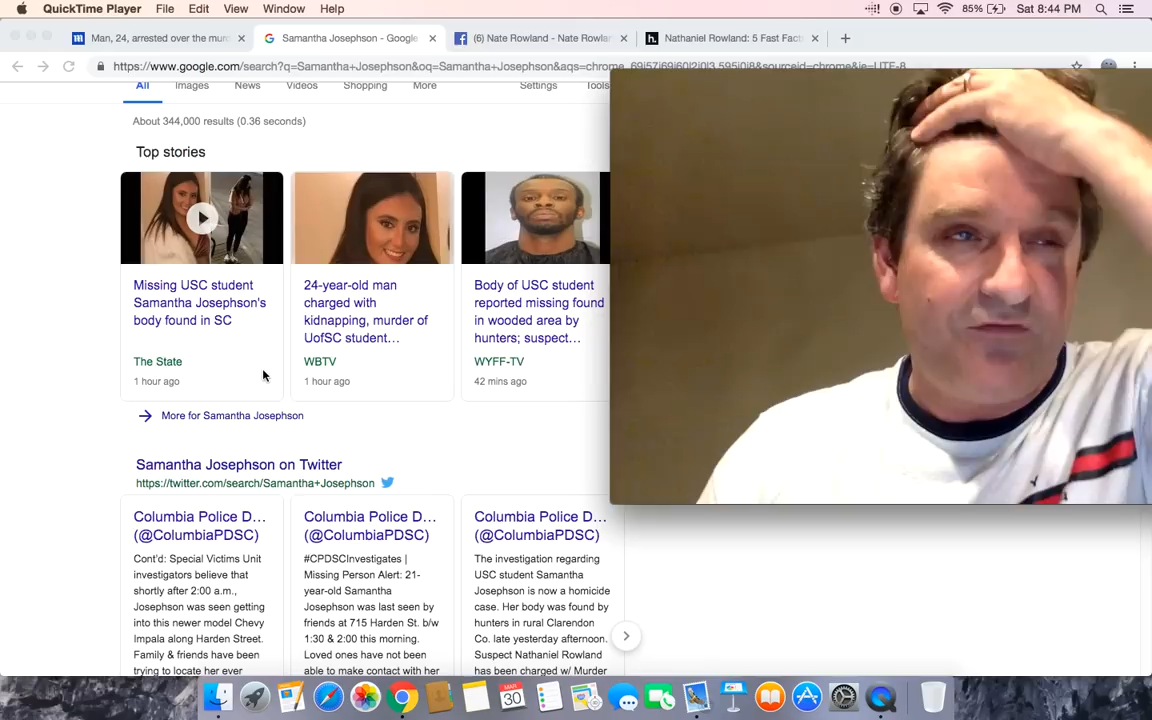 QuickTime Player File Edit View Window Help 85% Sat 8:44 PM
Man, 24, arrested over the mur
Samantha Josephson - Google
(6) Nate Rowland - Nate Rowlan
Nathaniel Rowland: 5 Fast Fact
https://www.google.com/search?q=Samantha+Josephson&oq=Samantha+Josephson&aqs=chrome
All Images News Videos Shopping More Settings Tools
About 344,000 results (0.36 seconds)
Top stories
Missing USC student
Samantha Josephson's
body found in SC
The State
1 hour ago
24-year-old man
charged with
kidnapping, murder of
UofSC student...
WBTV
1 hour ago
Body of USC student
reported missing found
in wooded area by
hunters; suspect...
WYFF-TV
42 mins ago
More for Samantha Josephson
Samantha Josephson on Twitter
https://twitter.com/search/Samantha+Josephson
Columbia Police D...
(@ColumbiaPDSC)
Cont'd: Special Victims Unit
investigators believe that
shortly after 2:00 a.m.,
Josephson was seen getting
into this newer model Chevy
Impala along Harden Street.
Family & friends have been
trying to locate her ever
Columbia Police D...
(@ColumbiaPDSC)
#CPDSCInvestigates |
Missing Person Alert: 21-
year-old Samantha
Josephson was last seen by
friends at 715 Harden St. b/w
1:30 & 2:00 this morning.
Loved ones have not been
able to make contact with her
Columbia Police D...
(@ColumbiaPDSC)
The investigation regarding
USC student Samantha
Josephson is now a homicide
case. Her body was found by
hunters in rural Clarendon
Co. late yesterday afternoon.
Suspect Nathaniel Rowland
has been charged w/ Murder
MAR
30